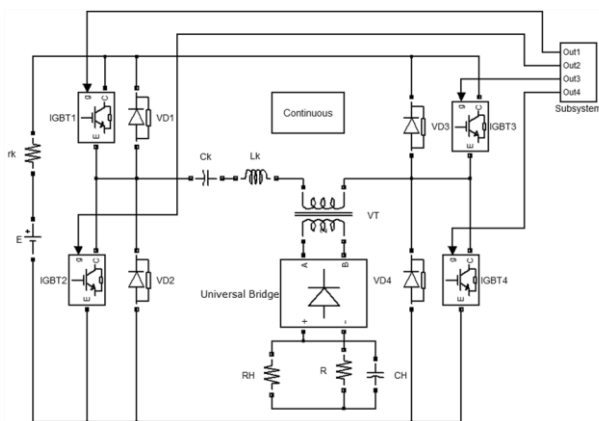 Out1
Out2
Out3
Out4
Subsystem
g
C
IGBT1
E
VD1
Continuous
VD3
g
C
IGBT3
E
rk
Ck
Lk
VT
E
+
g
C
IGBT2
E
VD2
A
B
Universal Bridge
+
-
VD4
g
C
IGBT4
E
RH
R
CH